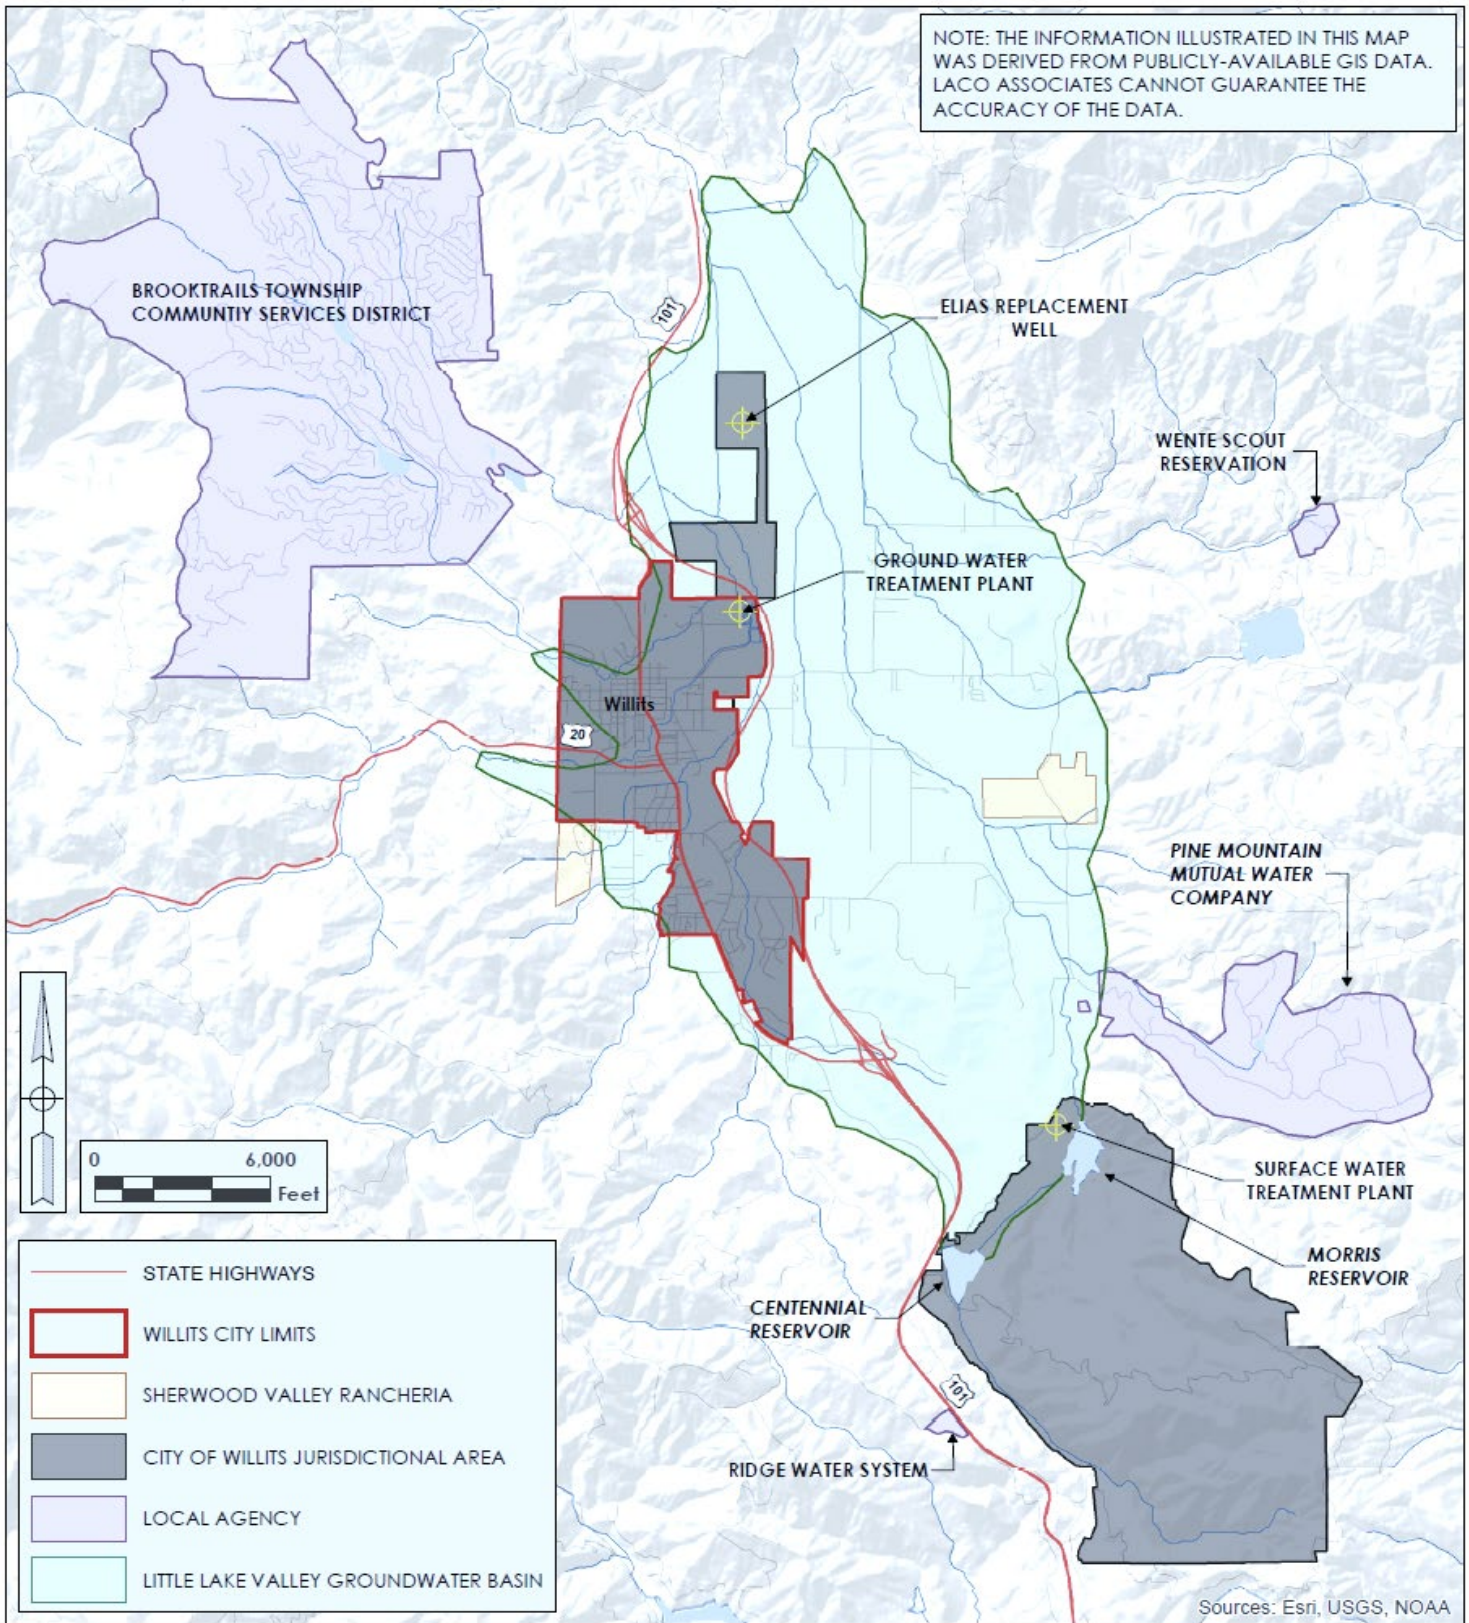 NOTE: THE INFORMATION ILLUSTRATED IN THIS MAP
WAS DERIVED FROM PUBLICLY-AVAILABLE GIS DATA.
LACO ASSOCIATES CANNOT GUARANTEE THE
ACCURACY OF THE DATA.
BROOKTRAILS TOWNSHIP
COMMUNTIY SERVICES DISTRICT
101
ELIAS REPLACEMENT
WELL
WENTE SCOUT
RESERVATION
GROUND WATER
TREATMENT PLANT
Willits
20
PINE MOUNTAIN
MUTUAL WATER
COMPANY
0 6,000
Feet
SURFACE WATER
TREATMENT PLANT
MORRIS
RESERVOIR
CENTENNIAL
RESERVOIR
101
RIDGE WATER SYSTEM
STATE HIGHWAYS
WILLITS CITY LIMITS
SHERWOOD VALLEY RANCHERIA
CITY OF WILLITS JURISDICTIONAL AREA
LOCAL AGENCY
LITTLE LAKE VALLEY GROUNDWATER BASIN
Sources: Esri, USGS, NOAA